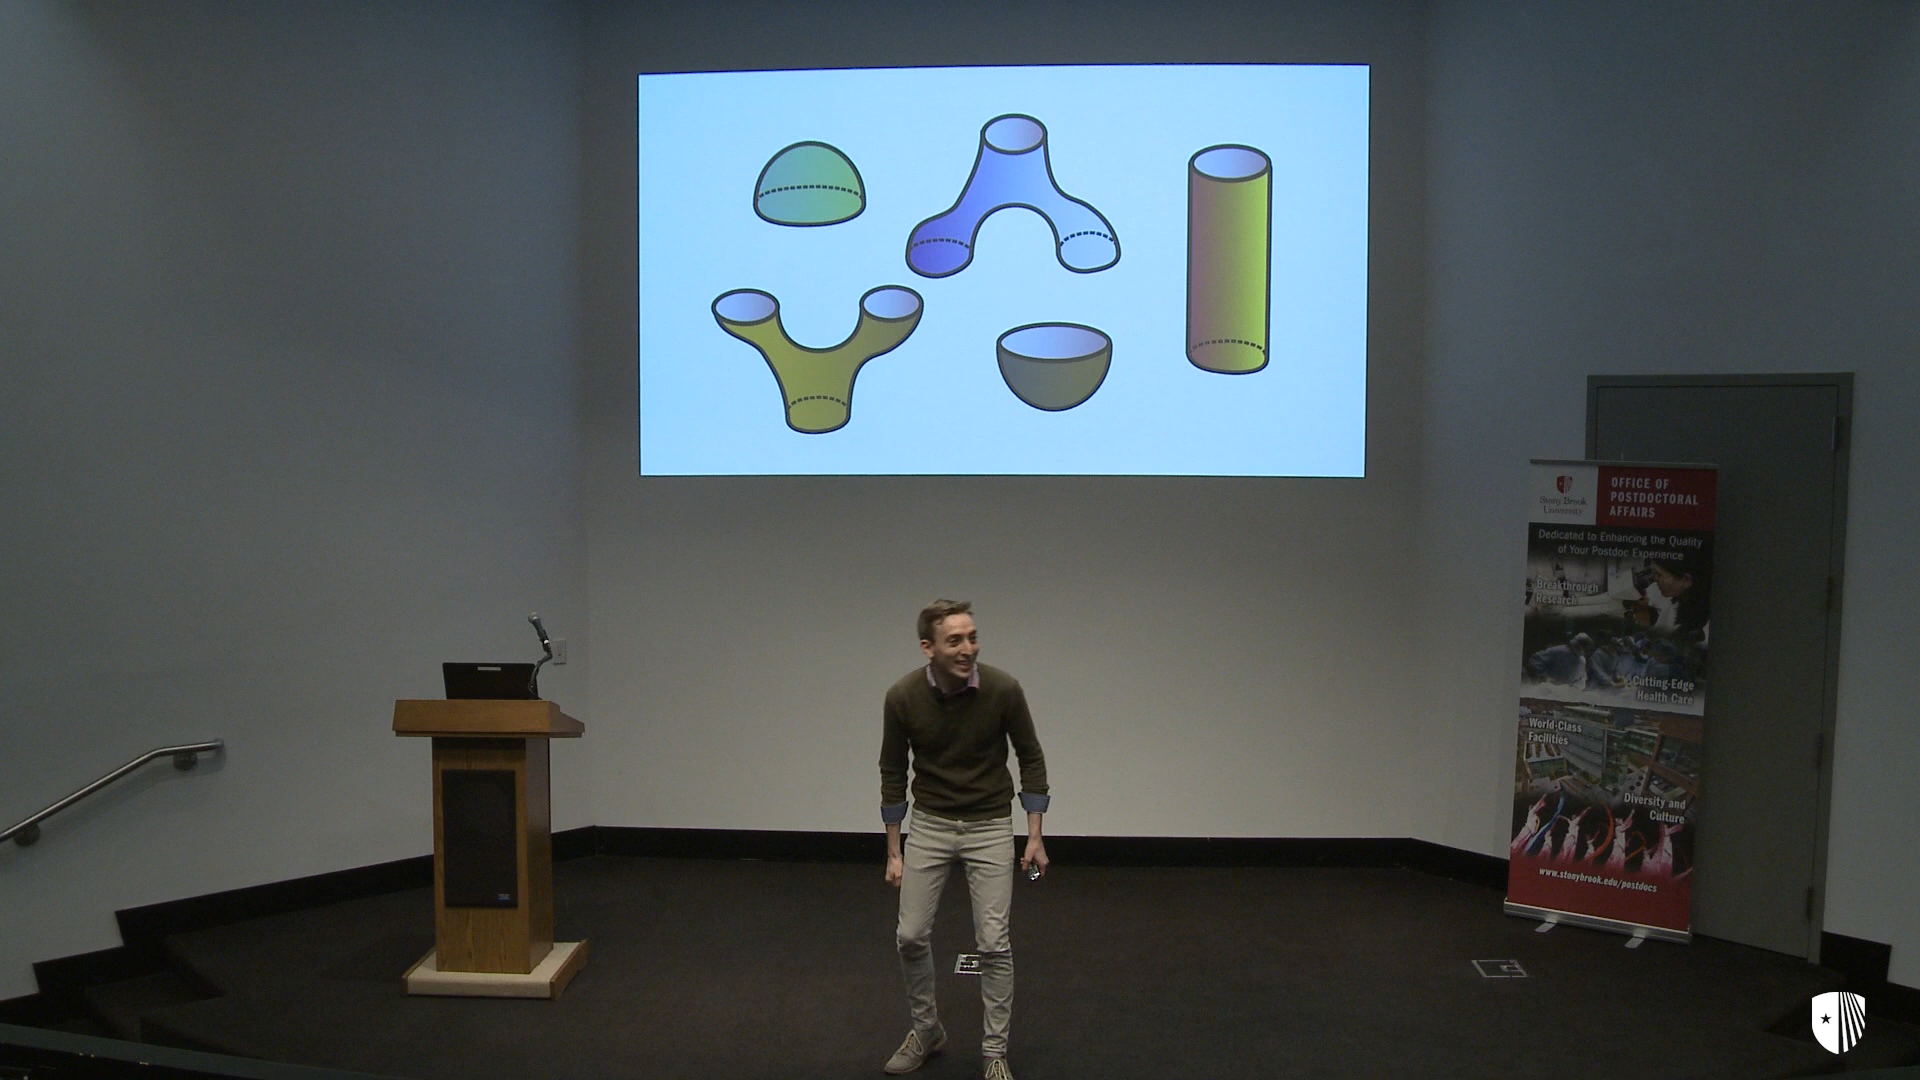 Stony Brook
University
OFFICE OF
POSTDOCTORAL
AFFAIRS
Dedicated to Enhancing the Quality
of Your Postdoc Experience
Breakthrough
Research
Cutting-Edge
Health Care
World-Class
Facilities
Diversity and
Culture
www.stonybrook.edu/postdocs